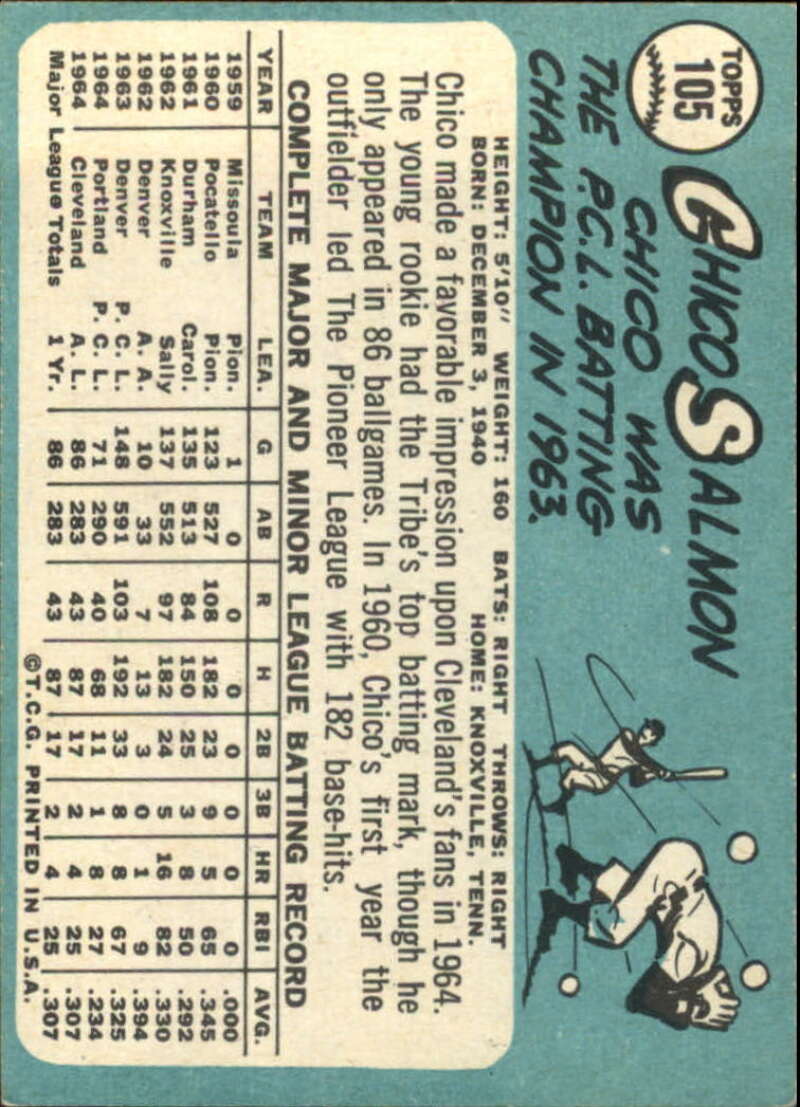 TOPPS
105
CHICO SALMON
CHICO WAS
THE P.C.L. BATTING
CHAMPION IN 1963.
HEIGHT: 5'10" WEIGHT: 160 BATS: RIGHT THROWS: RIGHT
BORN: DECEMBER 3, 1940 HOME: KNOXVILLE, TENN.
Chico made a favorable impression upon Cleveland's fans in 1964.
The young rookie had the Tribe's top batting mark, though he
only appeared in 86 ballgames. In 1960, Chico's first year the
outfielder led The Pioneer League with 182 base-hits.
COMPLETE MAJOR AND MINOR LEAGUE BATTING RECORD
YEAR TEAM LEA. G AB R H 2B 3B HR RBI AVG.
1959 Missoula Pion. 1 0 0 0 0 0 0 0 .000
1960 Pocatello Pion. 123 527 108 182 23 9 5 65 .345
1961 Durham Carol. 135 513 84 150 25 3 8 50 .292
1962 Knoxville Sally 137 552 97 182 24 5 16 82 .330
1962 Denver A. A. 10 33 7 13 3 0 1 9 .394
1963 Denver P. C. L. 148 591 103 192 33 8 8 67 .325
1964 Portland P. C. L. 71 290 40 68 11 1 8 27 .234
1964 Cleveland A. L. 86 283 43 87 17 2 4 25 .307
Major League Totals 1 Yr. 86 283 43 87 17 2 4 25 .307
©T.C.G. PRINTED IN U.S.A.